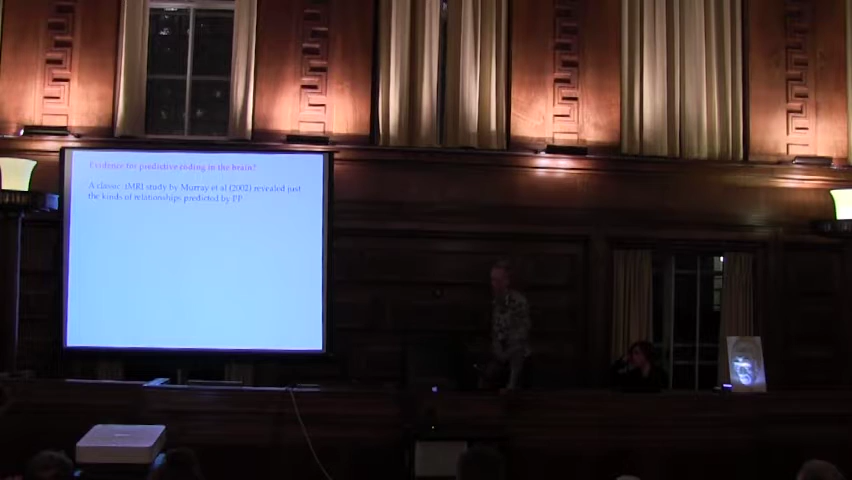 Evidence for predictive coding in the brain?
A classic fMRI study by Murray et al (2002) revealed just
the kinds of relationships predicted by PP